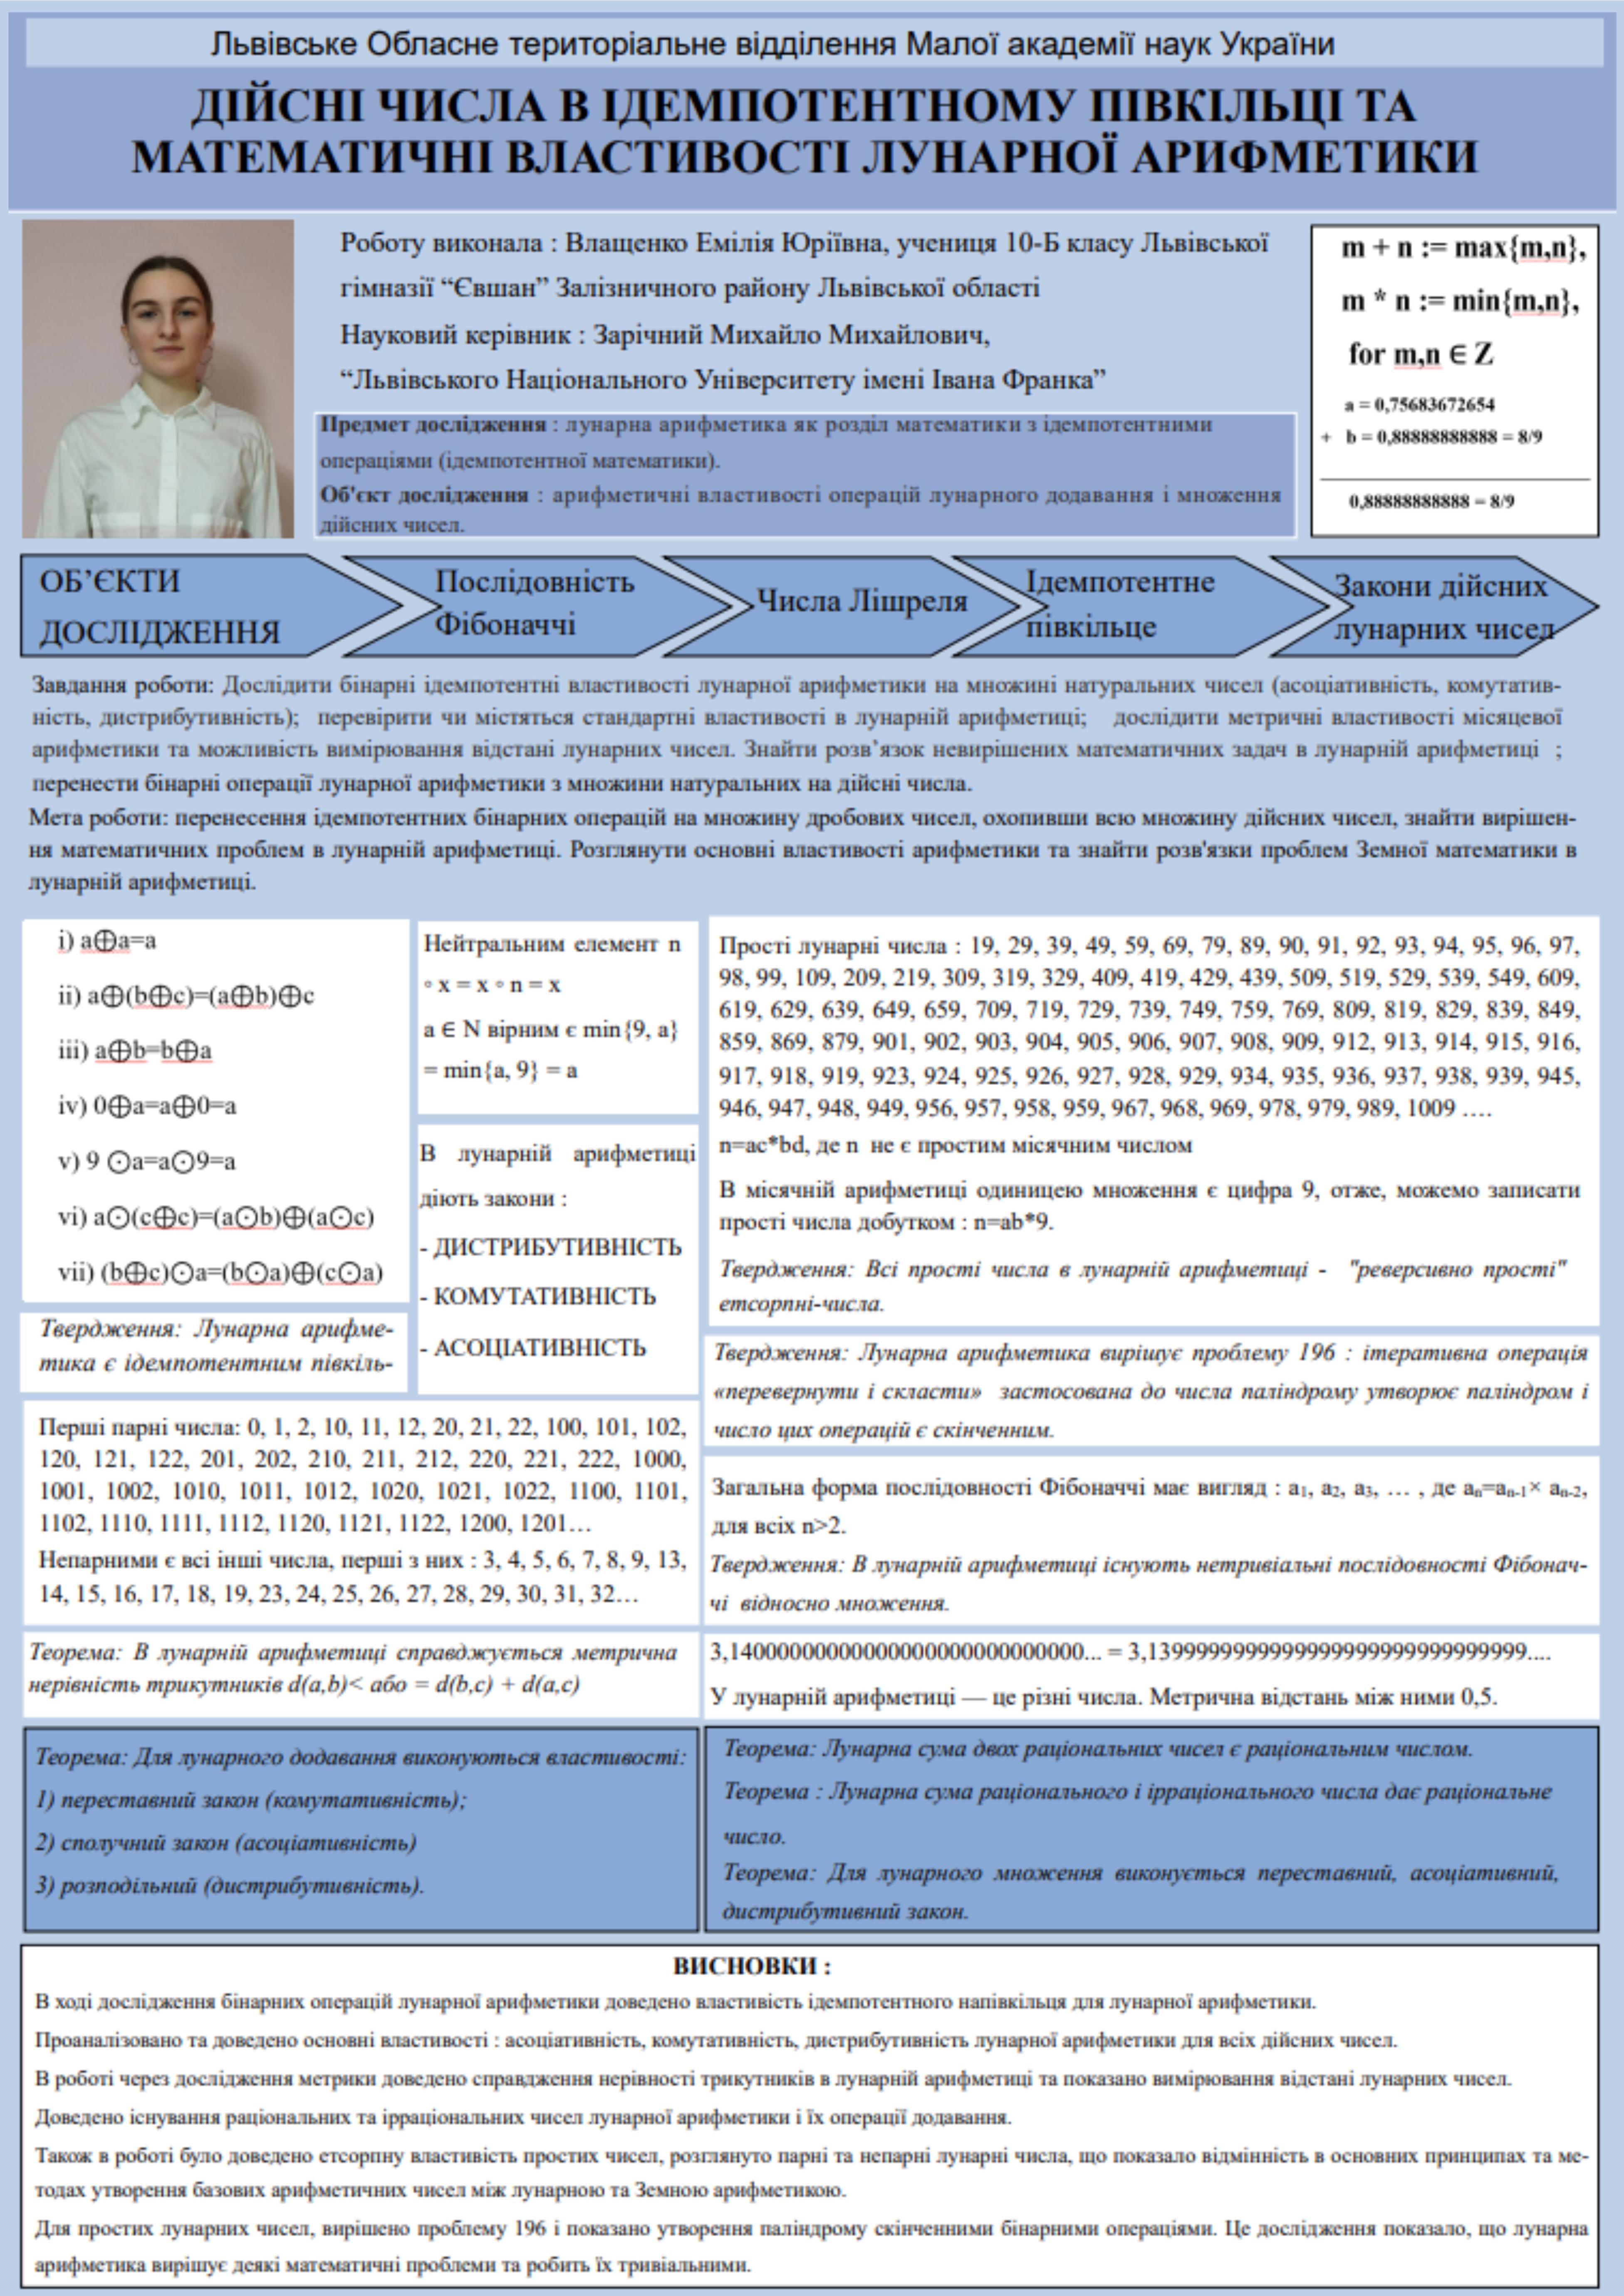 Львівське Обласне територіальне відділення Малої академії наук України
ДІЙСНІ ЧИСЛА В ІДЕМПОТЕНТНОМУ ПІВКІЛЬЦІ ТА
МАТЕМАТИЧНІ ВЛАСТИВОСТІ ЛУНАРНОЇ АРИФМЕТИКИ
Роботу виконала : Влащенко Емілія Юріївна, учениця 10-Б класу Львівської
гімназії “Євшан” Залізничного району Львівської області
Науковий керівник : Зарічний Михайло Михайлович,
“Львівського Національного Університету імені Івана Франка”
Предмет дослідження : лунарна арифметика як розділ математики з ідемпотентними
операціями (ідемпотентної математики).
Об'єкт дослідження : арифметичні властивості операцій лунарного додавання і множення
дійсних чисел.
m + n := max{m,n},
m * n := min{m,n},
for m,n ∈ Z
a = 0,75683672654
+ b = 0,88888888888 = 8/9
0,88888888888 = 8/9
ОБ’ЄКТИ
ДОСЛІДЖЕННЯ
Послідовність
Фібоначчі
Числа Лішреля
Ідемпотентне
півкільце
Закони дійсних
лунарних чисел
Завдання роботи: Дослідити бінарні ідемпотентні властивості лунарної арифметики на множині натуральних чисел (асоціативність, комутатив-
ність, дистрибутивність); перевірити чи містяться стандартні властивості в лунарній арифметиці; дослідити метричні властивості місяцевої
арифметики та можливість вимірювання відстані лунарних чисел. Знайти розв’язок невирішених математичних задач в лунарній арифметиці ;
перенести бінарні операції лунарної арифметики з множини натуральних на дійсні числа.
Мета роботи: перенесення ідемпотентних бінарних операцій на множину дробових чисел, охопивши всю множину дійсних чисел, знайти вирішен-
ня математичних проблем в лунарній арифметиці. Розглянути основні властивості арифметики та знайти розв'язки проблем Земної математики в
лунарній арифметиці.
i) a⊕a=a
ii) a⊕(b⊕c)=(a⊕b)⊕c
iii) a⊕b=b⊕a
iv) 0⊕a=a⊕0=a
v) 9 ⊙a=a⊙9=a
vi) a⊙(c⊕c)=(a⊙b)⊕(a⊙c)
vii) (b⊕c)⊙a=(b⊙a)⊕(c⊙a)
Твердження: Лунарна арифме-
тика є ідемпотентним півкіль-
Нейтральним елемент n
∘ x = x ∘ n = x
a ∈ N вірним є min{9, a}
= min{a, 9} = a
В лунарній арифметиці
діють закони :
- ДИСТРИБУТИВНІСТЬ
- КОМУТАТИВНІСТЬ
- АСОЦІАТИВНІСТЬ
Прості лунарні числа : 19, 29, 39, 49, 59, 69, 79, 89, 90, 91, 92, 93, 94, 95, 96, 97,
98, 99, 109, 209, 219, 309, 319, 329, 409, 419, 429, 439, 509, 519, 529, 539, 549, 609,
619, 629, 639, 649, 659, 709, 719, 729, 739, 749, 759, 769, 809, 819, 829, 839, 849,
859, 869, 879, 901, 902, 903, 904, 905, 906, 907, 908, 909, 912, 913, 914, 915, 916,
917, 918, 919, 923, 924, 925, 926, 927, 928, 929, 934, 935, 936, 937, 938, 939, 945,
946, 947, 948, 949, 956, 957, 958, 959, 967, 968, 969, 978, 979, 989, 1009 ….
n=ac*bd, де n не є простим місячним числом
В місячній арифметиці одиницею множення є цифра 9, отже, можемо записати
прості числа добутком : n=ab*9.
Твердження: Всі прості числа в лунарній арифметиці - "реверсивно прості"
етсорпні-числа.
Твердження: Лунарна арифметика вирішує проблему 196 : ітеративна операція
«перевернути і скласти» застосована до числа паліндрому утворює паліндром і
число цих операцій є скінченним.
Перші парні числа: 0, 1, 2, 10, 11, 12, 20, 21, 22, 100, 101, 102,
120, 121, 122, 201, 202, 210, 211, 212, 220, 221, 222, 1000,
1001, 1002, 1010, 1011, 1012, 1020, 1021, 1022, 1100, 1101,
1102, 1110, 1111, 1112, 1120, 1121, 1122, 1200, 1201…
Непарними є всі інші числа, перші з них : 3, 4, 5, 6, 7, 8, 9, 13,
14, 15, 16, 17, 18, 19, 23, 24, 25, 26, 27, 28, 29, 30, 31, 32…
Загальна форма послідовності Фібоначчі має вигляд : a₁, a₂, a₃, … , де aₙ=aₙ₋₁× aₙ₋₂,
для всіх n>2.
Твердження: В лунарній арифметиці існують нетривіальні послідовності Фібонач-
чі відносно множення.
Теорема: В лунарній арифметиці справджується метрична
нерівність трикутників d(a,b)< або = d(b,c) + d(a,c)
3,14000000000000000000000000000... = 3,13999999999999999999999999999999....
У лунарній арифметиці — це різні числа. Метрична відстань між ними 0,5.
Теорема: Для лунарного додавання виконуються властивості:
1) переставний закон (комутативність);
2) сполучний закон (асоціативність)
3) розподільний (дистрибутивність).
Теорема: Лунарна сума двох раціональних чисел є раціональним числом.
Теорема : Лунарна сума раціонального і ірраціонального числа дає раціональне
число.
Теорема: Для лунарного множення виконується переставний, асоціативний,
дистрибутивний закон.
ВИСНОВКИ :
В ході дослідження бінарних операцій лунарної арифметики доведено властивість ідемпотентного напівкільця для лунарної арифметики.
Проаналізовано та доведено основні властивості : асоціативність, комутативність, дистрибутивність лунарної арифметики для всіх дійсних чисел.
В роботі через дослідження метрики доведено справдження нерівності трикутників в лунарній арифметиці та показано вимірювання відстані лунарних чисел.
Доведено існування раціональних та ірраціональних чисел лунарної арифметики і їх операції додавання.
Також в роботі було доведено етсорпну властивість простих чисел, розглянуто парні та непарні лунарні числа, що показало відмінність в основних принципах та ме-
тодах утворення базових арифметичних чисел між лунарною та Земною арифметикою.
Для простих лунарних чисел, вирішено проблему 196 і показано утворення паліндрому скінченними бінарними операціями. Це дослідження показало, що лунарна
арифметика вирішує деякі математичні проблеми та робить їх тривіальними.